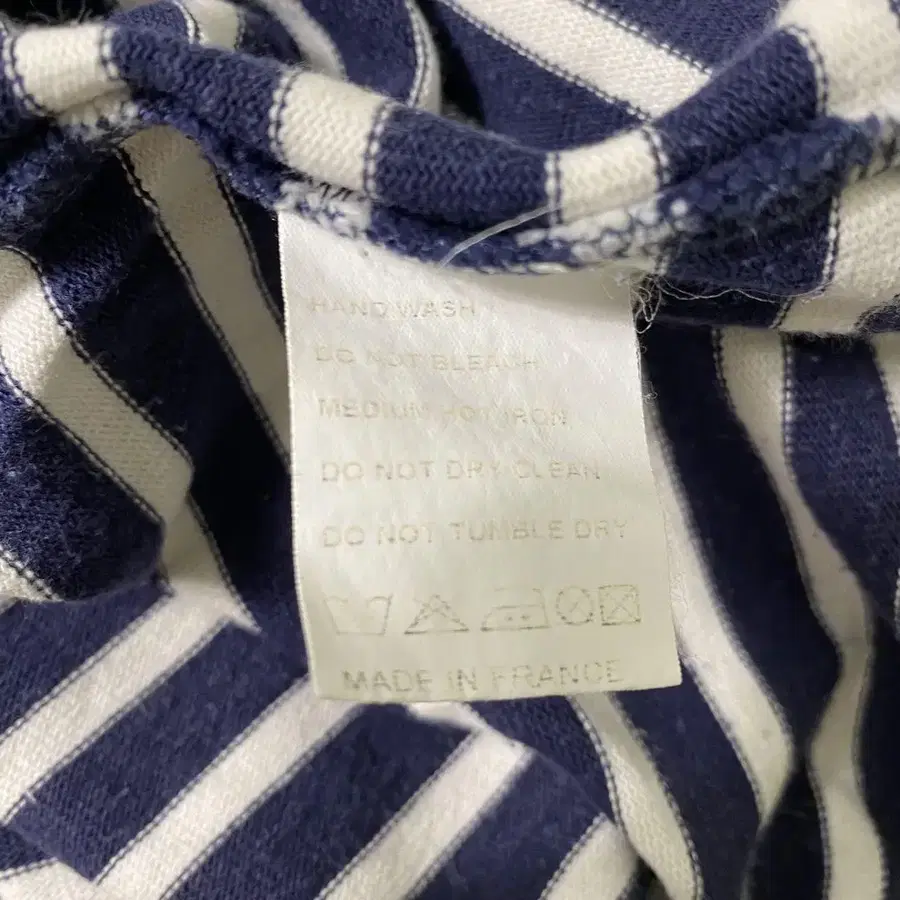 HAND WASH
DO NOT BLEACH
MEDIUM HOT IRON
DO NOT DRY CLEAN
DO NOT TUMBLE DRY
MADE IN FRANCE